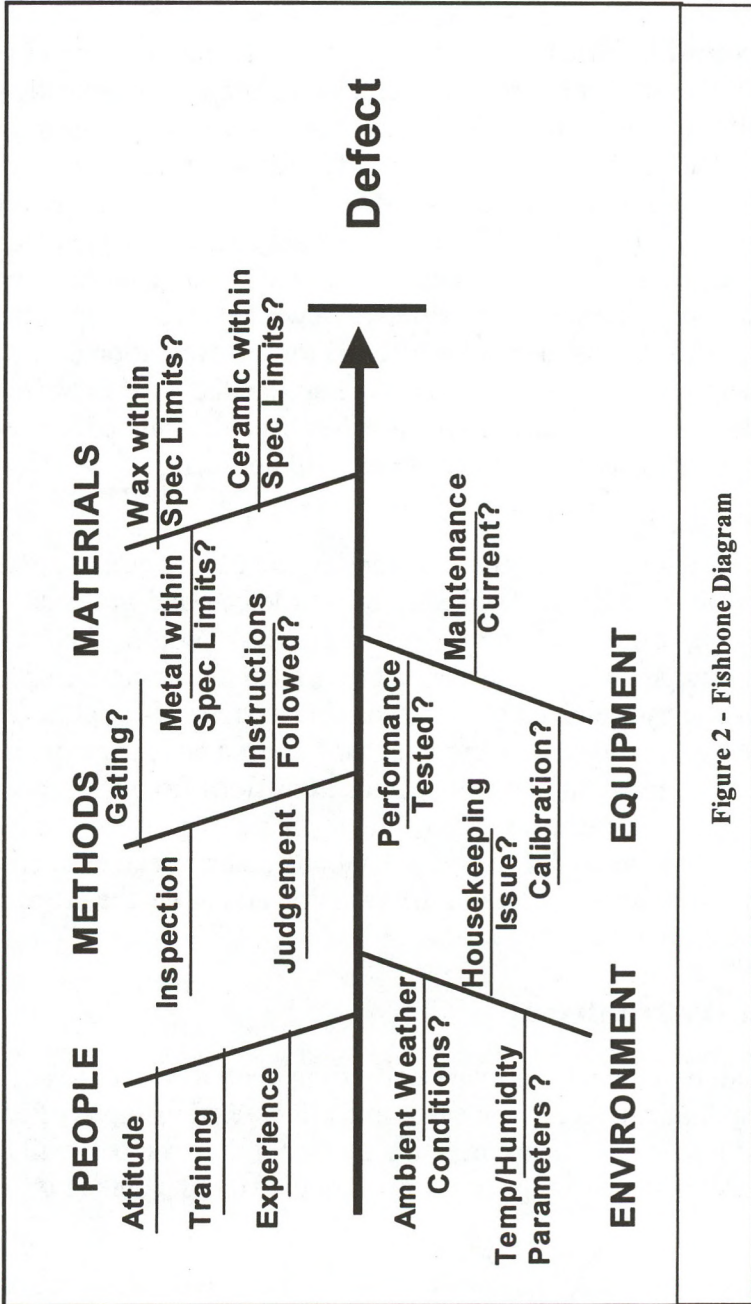 PEOPLE
Attitude
Training
Experience
METHODS
Gating?
Inspection
Instructions
Followed?
Judgement
MATERIALS
Wax within
Spec Limits?
Metal within
Spec Limits?
Ceramic within
Spec Limits?
Defect
Ambient Weather
Conditions?
Housekeeping
Issue?
Temp/Humidity
Parameters ?
ENVIRONMENT
Performance
Tested?
Maintenance
Current?
Calibration?
EQUIPMENT
Figure 2 - Fishbone Diagram